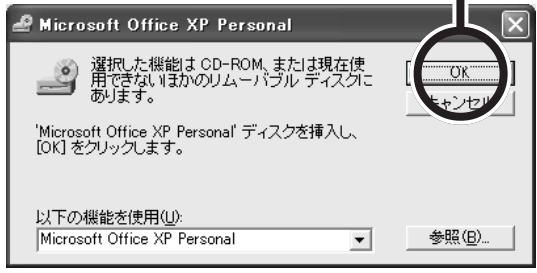 Microsoft Office XP Personal
選択した機能は CD-ROM、または現在使
用できないほかのリムーバブル ディスクに
あります。
OK
キャンセル
'Microsoft Office XP Personal' ディスクを挿入し、
[OK] をクリックします。
以下の機能を使用(U):
Microsoft Office XP Personal
参照(B)...